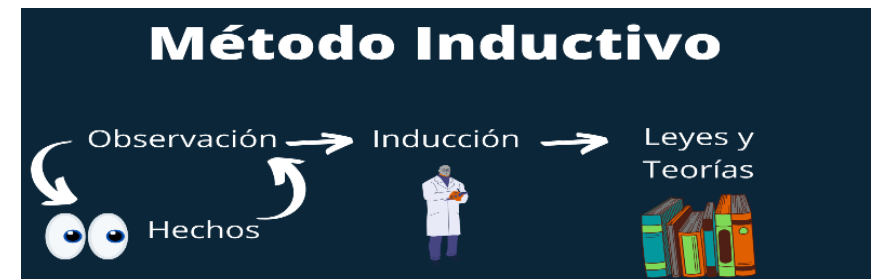 Método Inductivo
Observación
Inducción
Leyes y
Teorías
Hechos